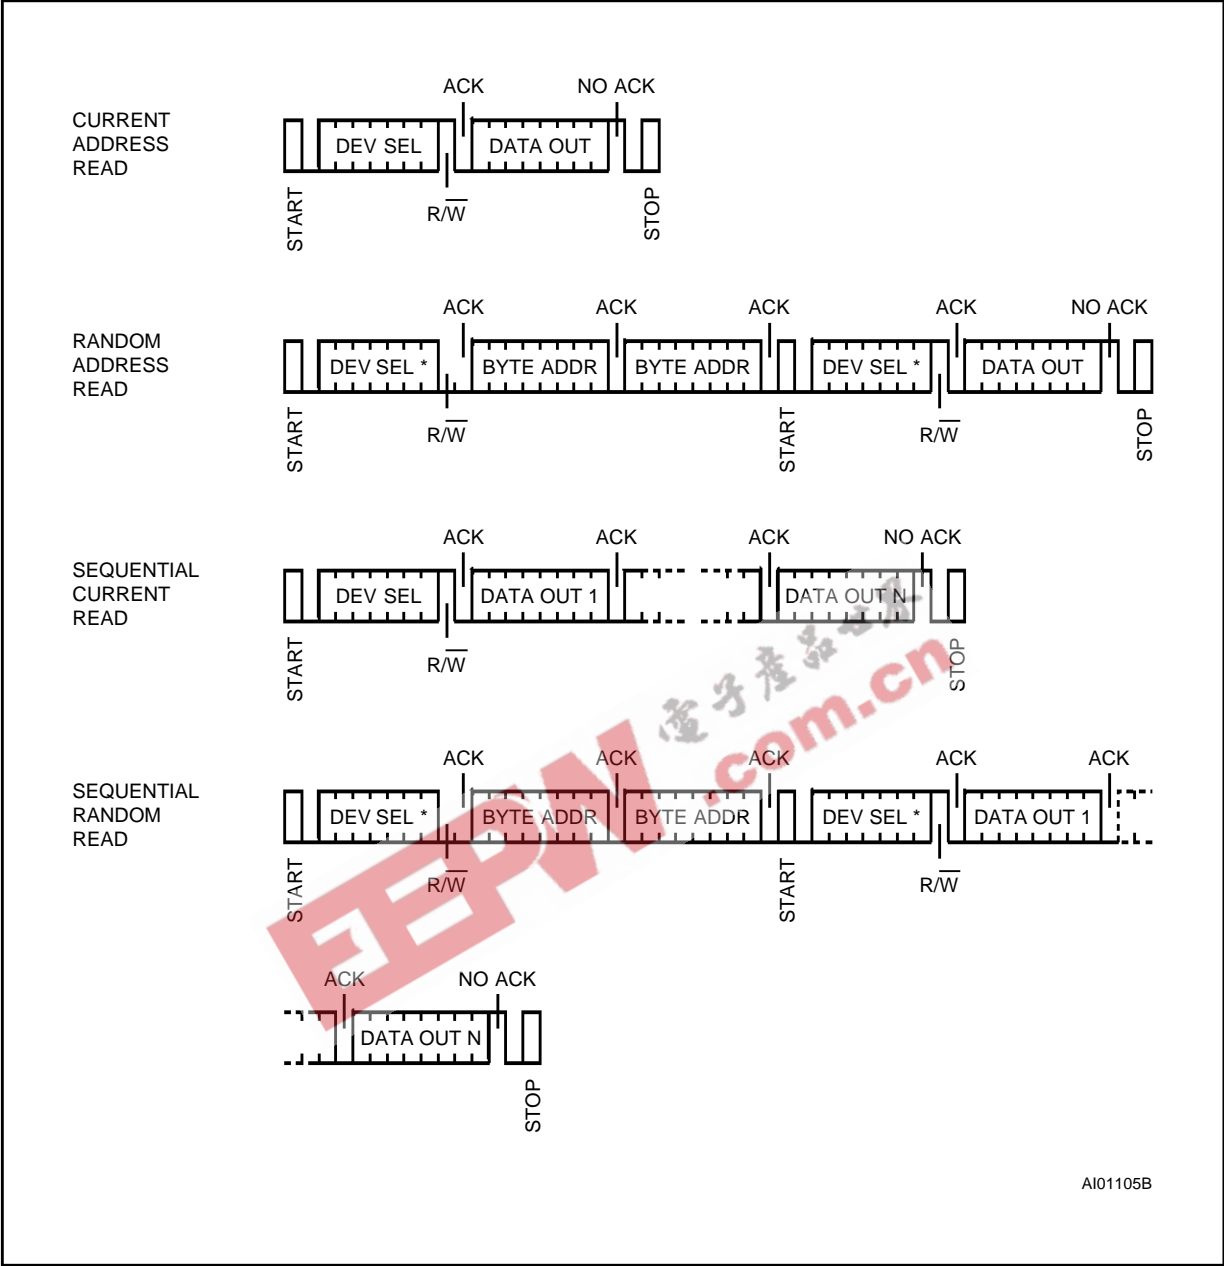 ACK NO ACK
CURRENT
ADDRESS
READ
DEV SEL DATA OUT
START R/W STOP
ACK ACK ACK ACK NO ACK
RANDOM
ADDRESS
READ
DEV SEL * BYTE ADDR BYTE ADDR DEV SEL * DATA OUT
START R/W START R/W STOP
ACK ACK ACK NO ACK
SEQUENTIAL
CURRENT
READ
DEV SEL DATA OUT 1 DATA OUT N
START R/W STOP
電子產品世界
EEPW .com.cn
ACK ACK ACK ACK ACK
SEQUENTIAL
RANDOM
READ
DEV SEL * BYTE ADDR BYTE ADDR DEV SEL * DATA OUT 1
START R/W START R/W
ACK NO ACK
DATA OUT N
STOP
AI01105B